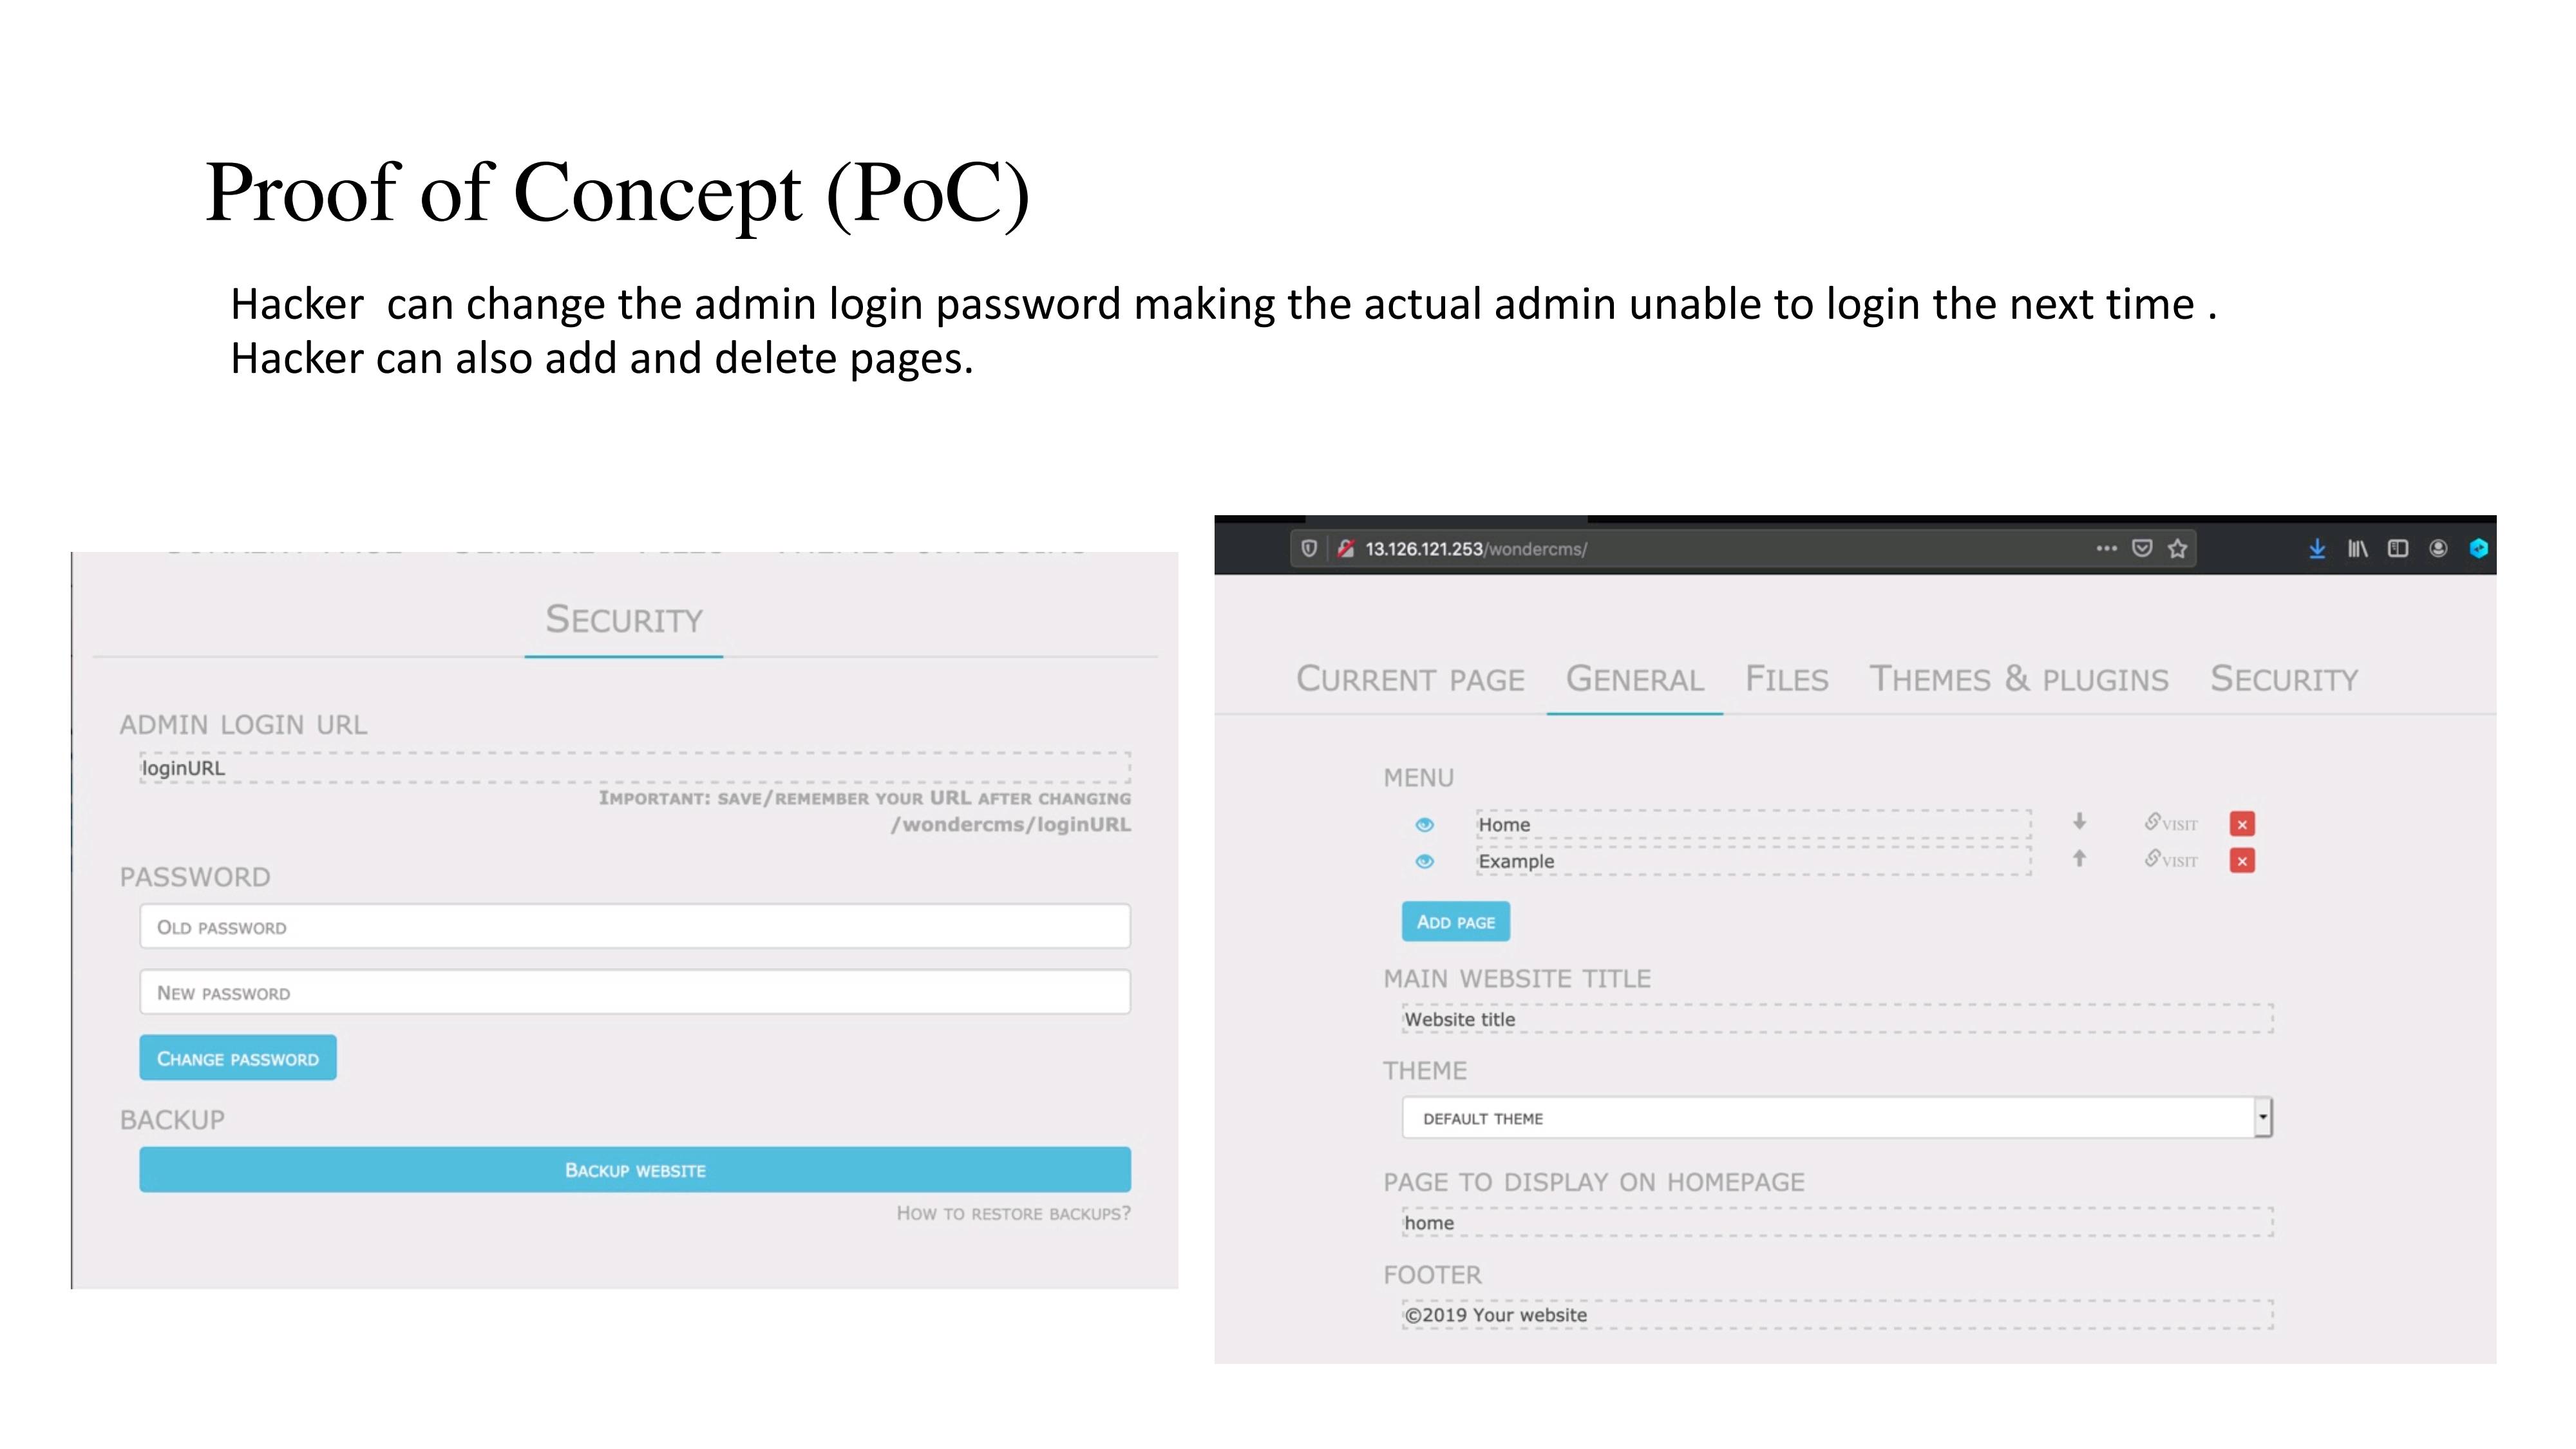 Proof of Concept (PoC)
Hacker  can change the admin login password making the actual admin unable to login the next time .
Hacker can also add and delete pages.
SECURITY
ADMIN LOGIN URL
loginURL
IMPORTANT: SAVE/REMEMBER YOUR URL AFTER CHANGING
/wondercms/loginURL
PASSWORD
OLD PASSWORD
NEW PASSWORD
CHANGE PASSWORD
BACKUP
BACKUP WEBSITE
HOW TO RESTORE BACKUPS?
13.126.121.253/wondercms/
CURRENT PAGE GENERAL FILES THEMES & PLUGINS SECURITY
MENU
Home VISIT
Example VISIT
ADD PAGE
MAIN WEBSITE TITLE
Website title
THEME
DEFAULT THEME
PAGE TO DISPLAY ON HOMEPAGE
home
FOOTER
©2019 Your website